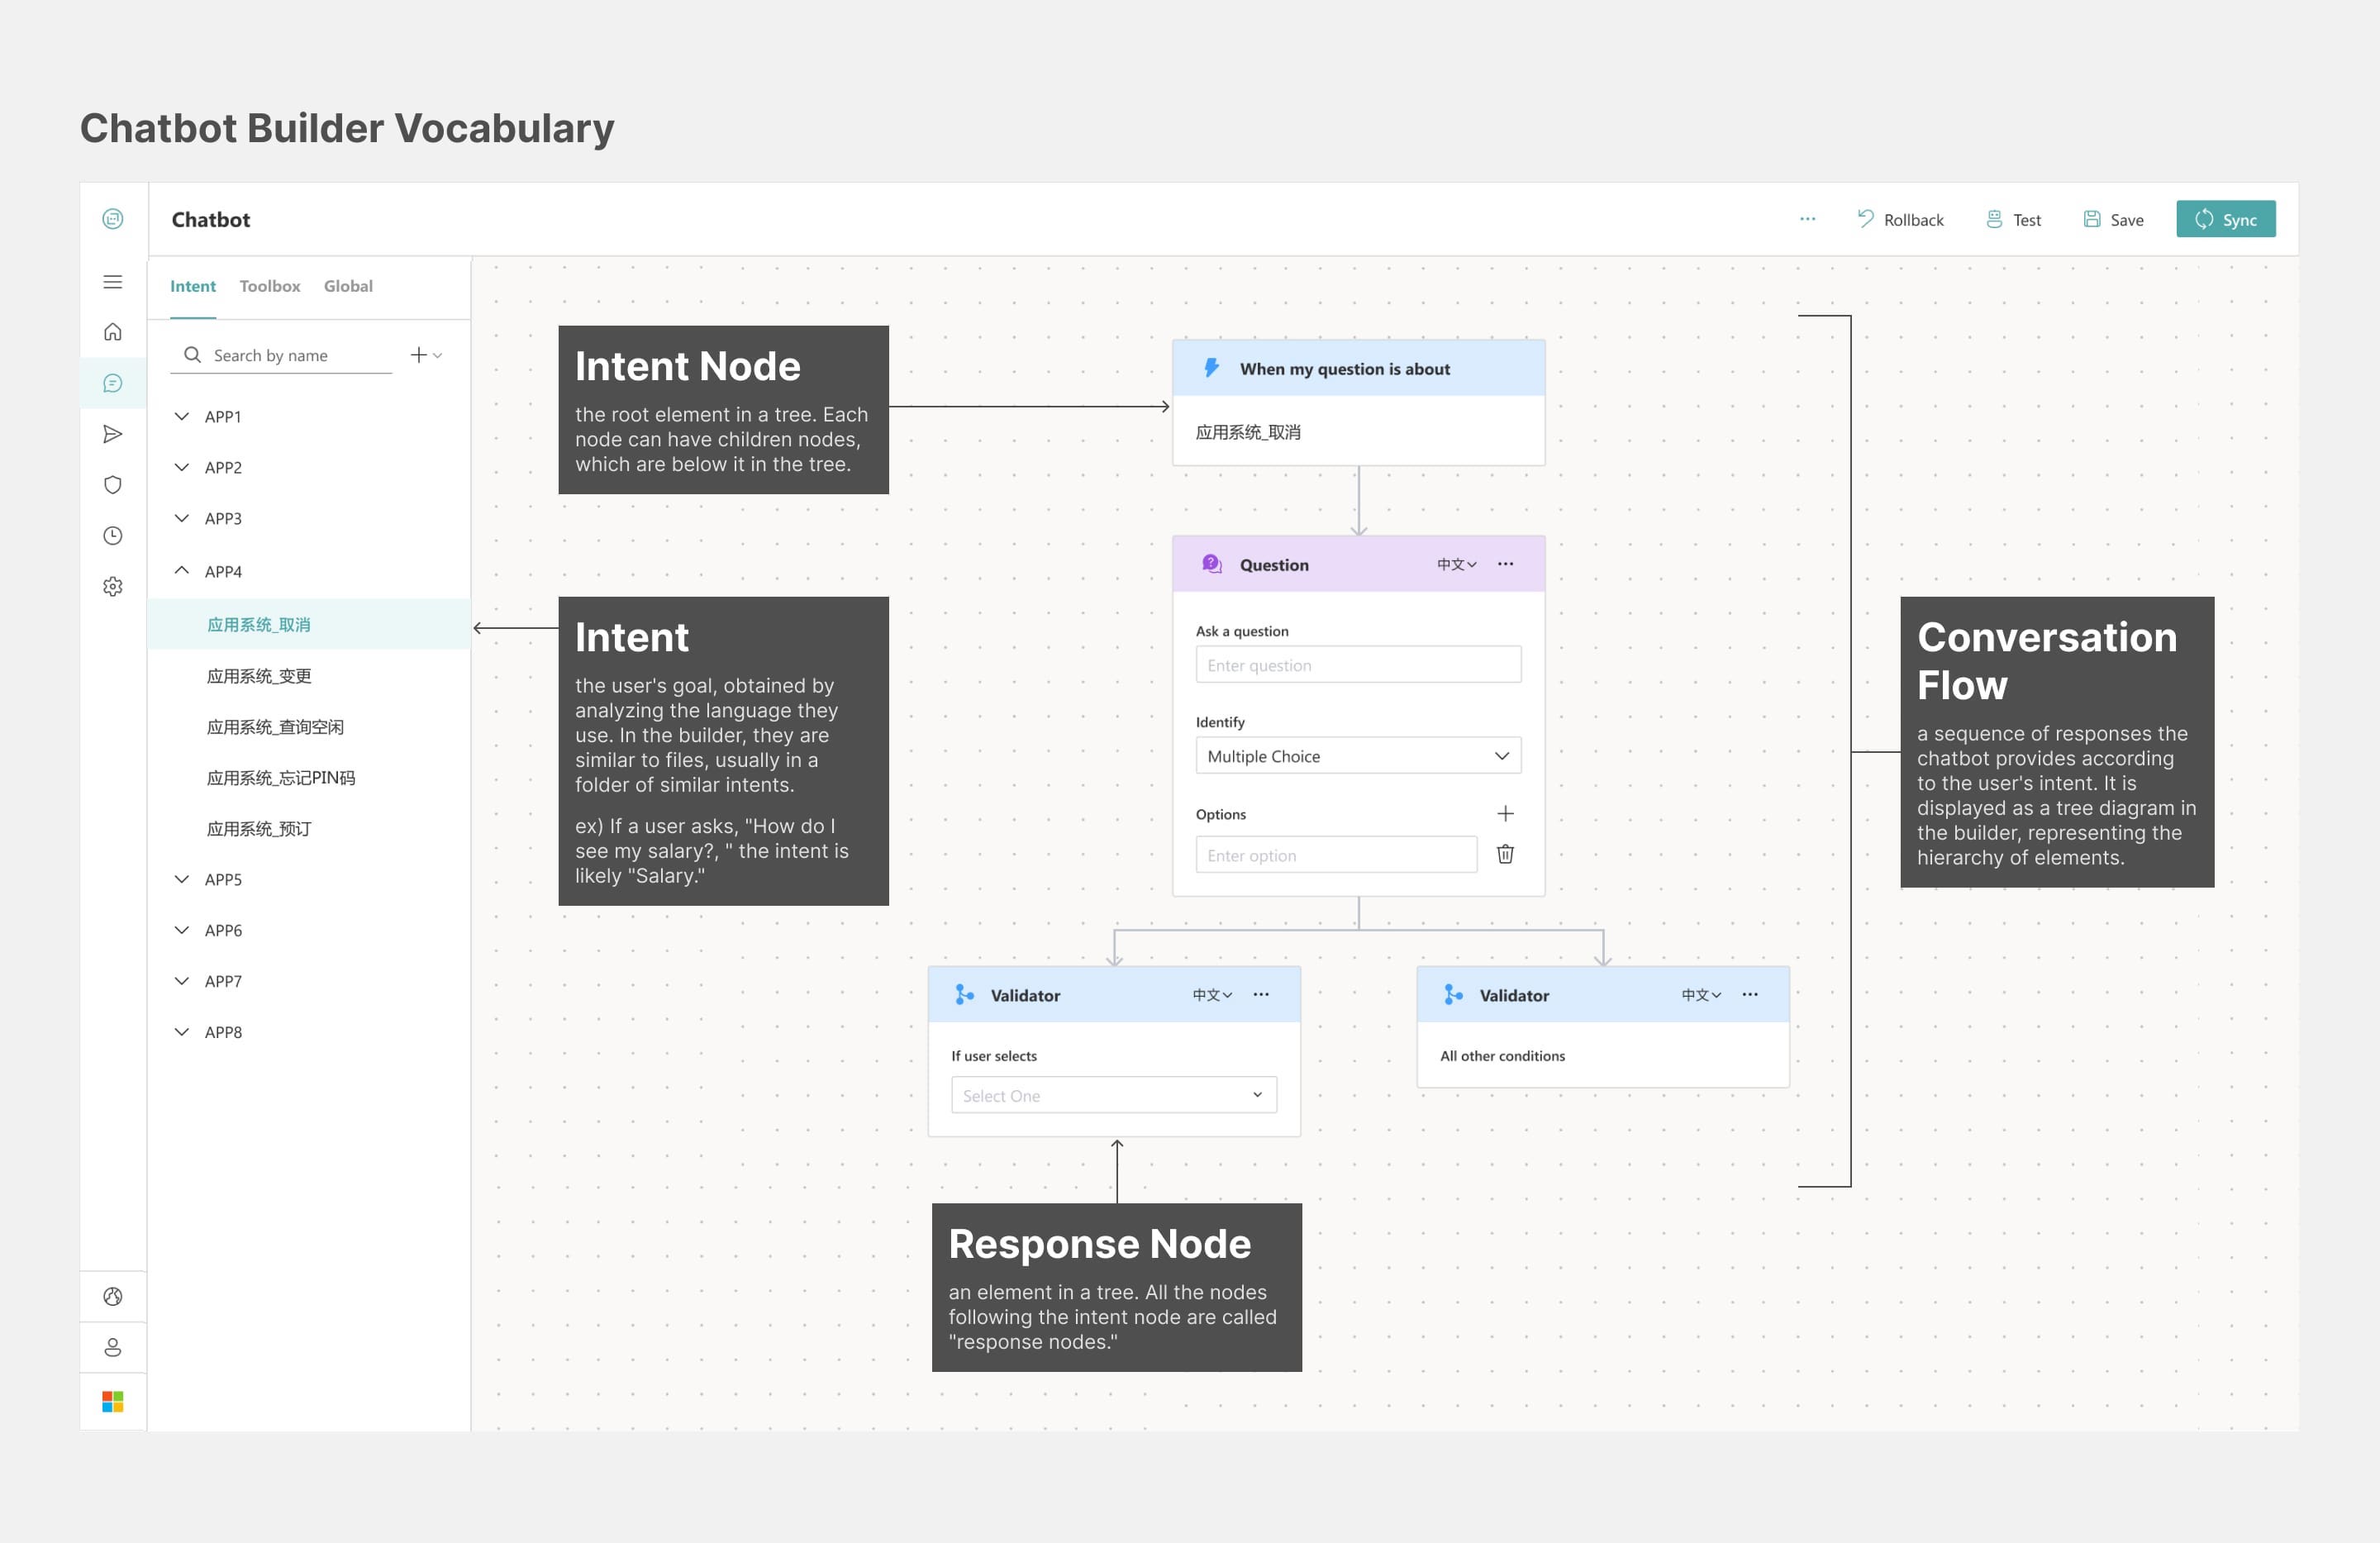 Chatbot Builder Vocabulary
Chatbot
Rollback
Test
Save
Sync
Intent
Toolbox
Global
Search by name
APP1
APP2
APP3
APP4
应用系统_取消
应用系统_变更
应用系统_查询空闲
应用系统_忘记PIN码
应用系统_预订
APP5
APP6
APP7
APP8
Intent Node
the root element in a tree. Each
node can have children nodes,
which are below it in the tree.
Intent
the user's goal, obtained by
analyzing the language they
use. In the builder, they are
similar to files, usually in a
folder of similar intents.
ex) If a user asks, "How do I
see my salary?, " the intent is
likely "Salary."
When my question is about
应用系统_取消
Question
中文
Ask a question
Enter question
Identify
Multiple Choice
Options
Enter option
Validator
中文
If user selects
Select One
Validator
中文
All other conditions
Response Node
an element in a tree. All the nodes
following the intent node are called
"response nodes."
Conversation
Flow
a sequence of responses the
chatbot provides according
to the user's intent. It is
displayed as a tree diagram in
the builder, representing the
hierarchy of elements.